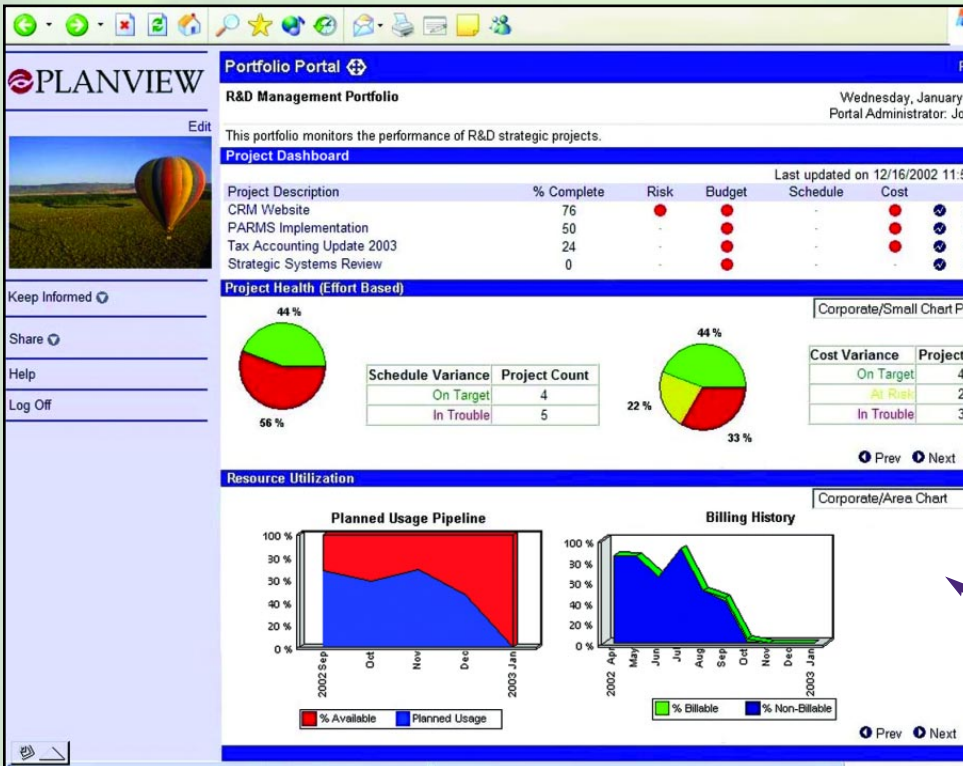 PLANVIEW
Edit
Keep Informed
Share
Help
Log Off
Portfolio Portal
R&D Management Portfolio
Wednesday, January
Portal Administrator: Jo
This portfolio monitors the performance of R&D strategic projects.
Project Dashboard
Last updated on 12/16/2002 11:5
Project Description % Complete Risk Budget Schedule Cost
CRM Website 76
PARMS Implementation 50 - -
Tax Accounting Update 2003 24 - -
Strategic Systems Review 0 - - -
Project Health (Effort Based)
Corporate/Small Chart P
44 %
56 %
Schedule Variance Project Count
On Target 4
In Trouble 5
44 %
22 %
33 %
Cost Variance Project
On Target 4
At Risk 2
In Trouble 3
Prev Next
Resource Utilization
Corporate/Area Chart
Planned Usage Pipeline
100 %
30 %
30 %
40 %
20 %
0 %
2002 Sep Oct Nov Dec 2003 Jan
% Available Planned Usage
Billing History
100 %
30 %
30 %
40 %
20 %
0 %
2002 Apr May Jun Jul Aug Sep Oct Nov Dec 2003 Jan
% Billable % Non-Billable
Prev Next